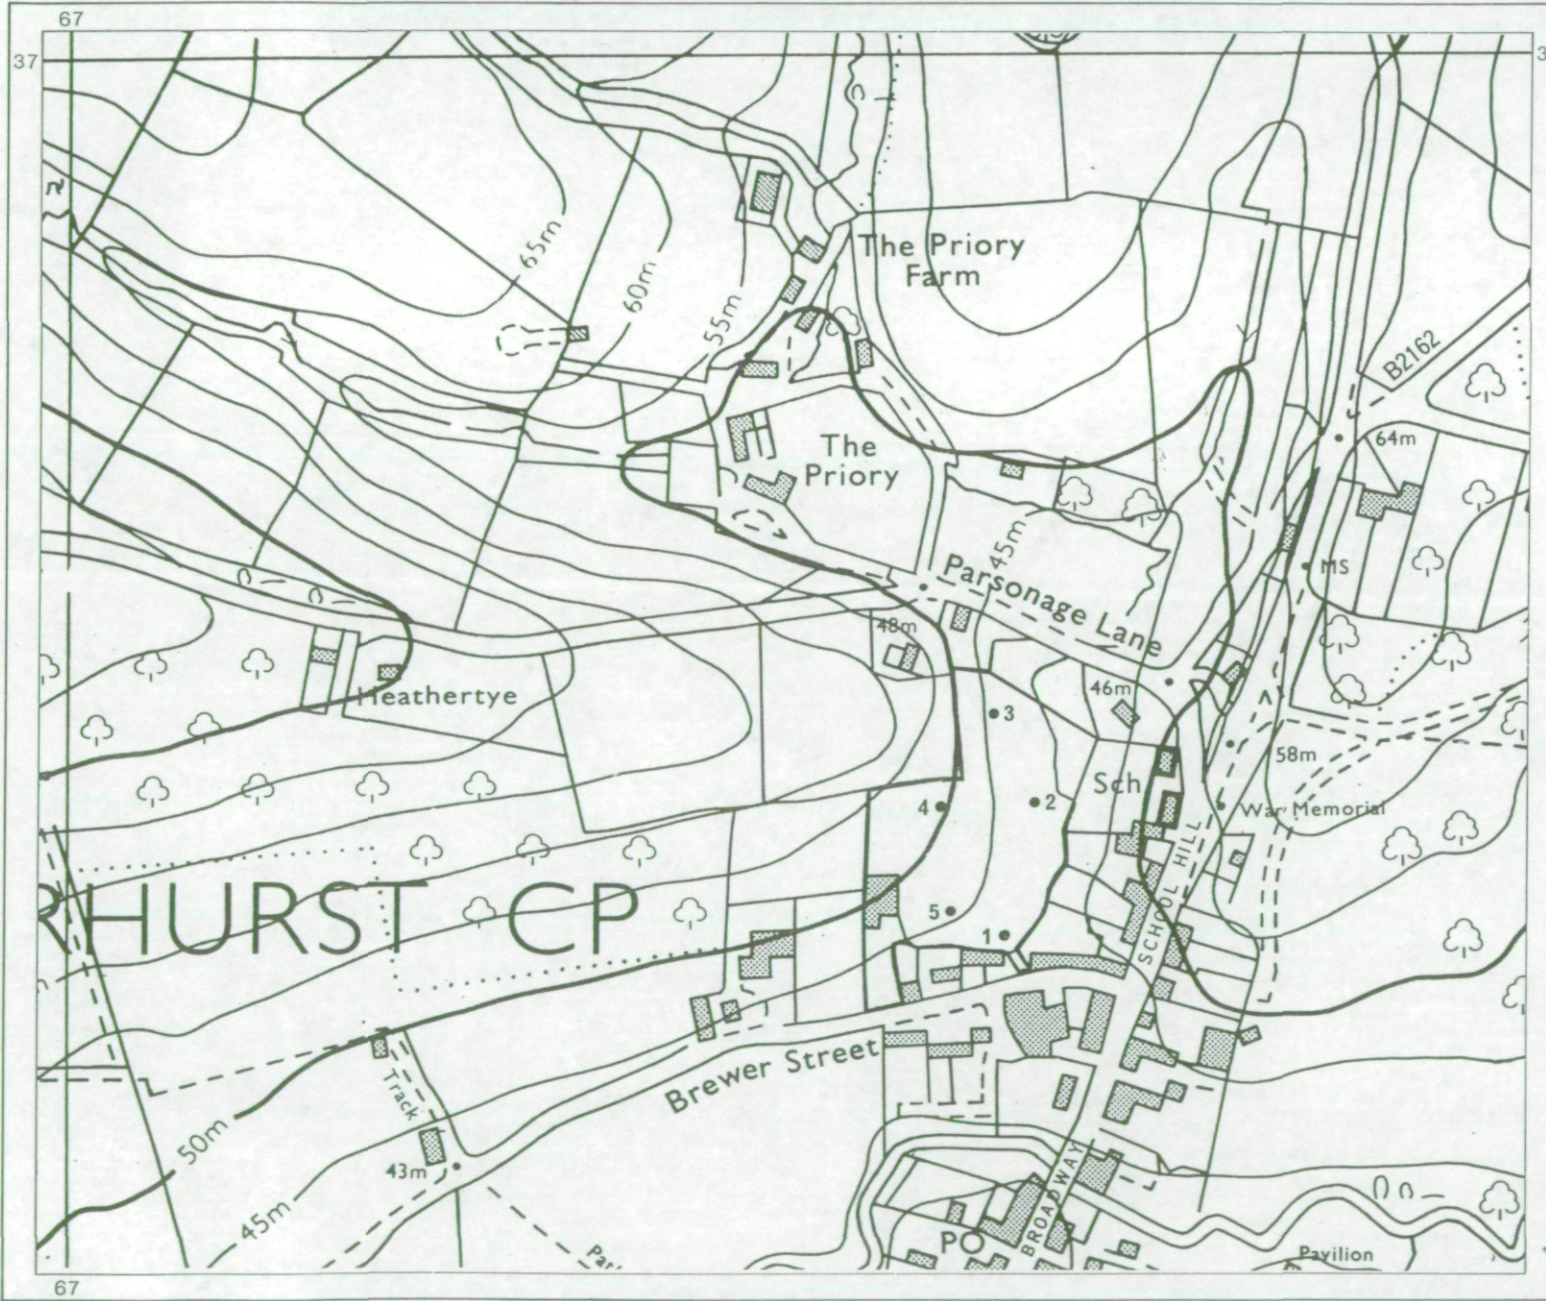 67
37
3
65m
60m
55m
The Priory
Farm
B2162
64m
The
Priory
45m
MS
Parsonage Lane
48m
46m
Heathertye
3
58m
Sch
4
2
War Memorial
SCHOOL HILL
RHURST CP
5
1
Brewer Street
Track
50m
43m
45m
BROADWAY
PO
Pavilion
67